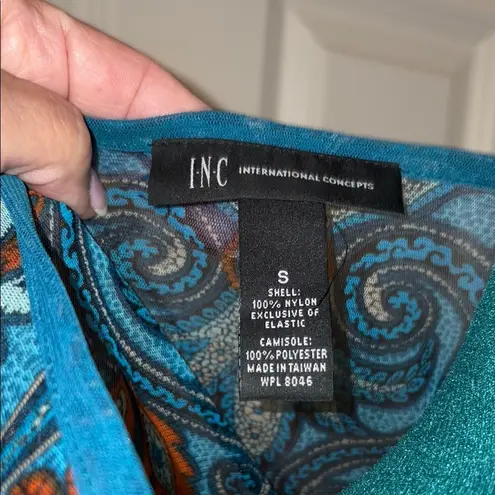 I·N·C INTERNATIONAL CONCEPTS
S
SHELL:
100% NYLON
EXCLUSIVE OF
ELASTIC
CAMISOLE:
100% POLYESTER
MADE IN TAIWAN
WPL 8046